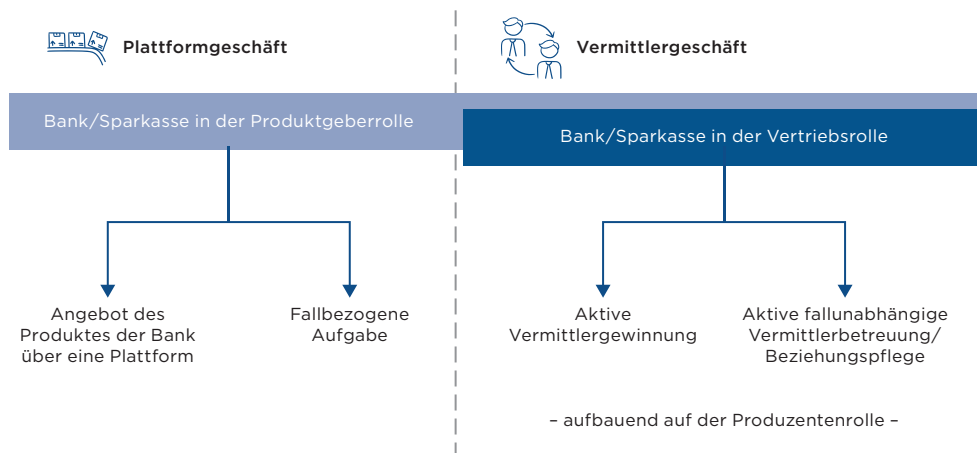 Plattformgeschäft
Vermittlergeschäft
Bank/Sparkasse in der Produktgeberrolle
Bank/Sparkasse in der Vertriebsrolle
Angebot des
Produktes der Bank
über eine Plattform
Fallbezogene
Aufgabe
Aktive
Vermittlergewinnung
Aktive fallunabhängige
Vermittlerbetreuung/
Beziehungspflege
– aufbauend auf der Produzentenrolle –